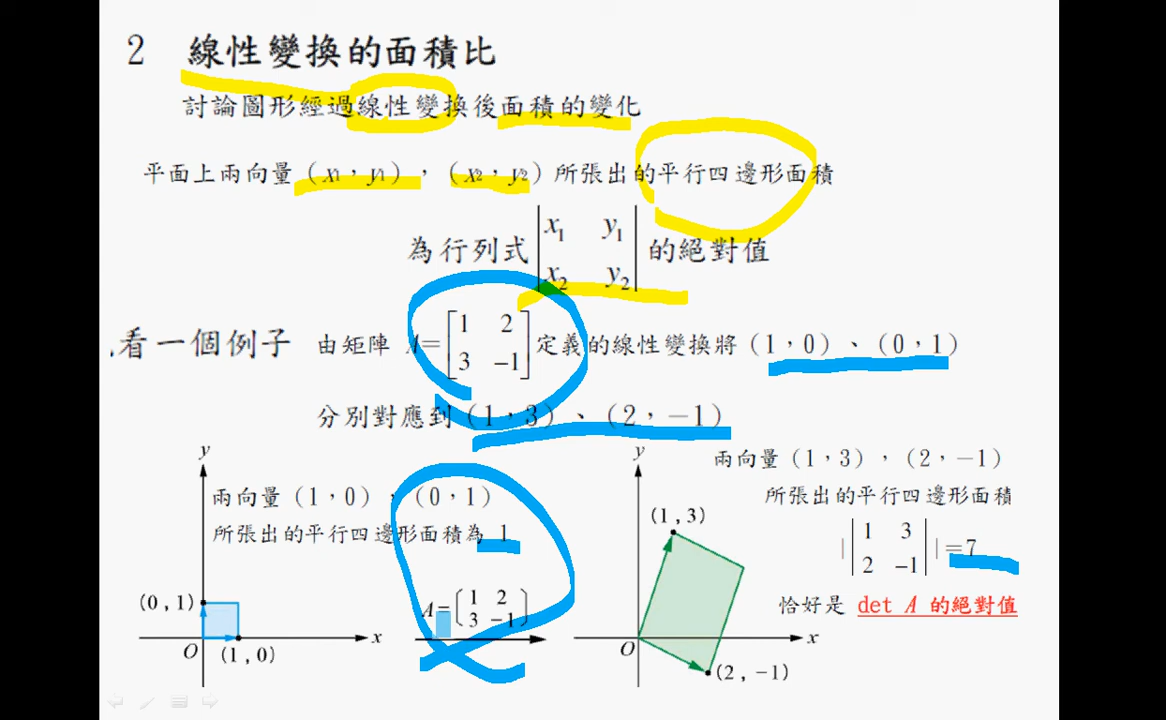 2 線性變換的面積比
討論圖形經過線性變換後面積的變化
平面上兩向量(x₁,y₁),(x₂,y₂)所張出的平行四邊形面積
為行列式 |x₁ y₁
x₂ y₂| 的絕對值
看一個例子 由矩陣 A=[1 2
3 −1] 定義的線性變換將(1,0)、(0,1)
分別對應到(1,3)、(2,−1)
y
兩向量(1,0),(0,1)
所張出的平行四邊形面積為 1
(0,1)
O
(1,0)
x
A=[1 2
3 −1]
y
(1,3)
O
(2,−1)
x
兩向量(1,3),(2,−1)
所張出的平行四邊形面積
| |1 3
2 −1| |=7
恰好是 det A 的絕對值